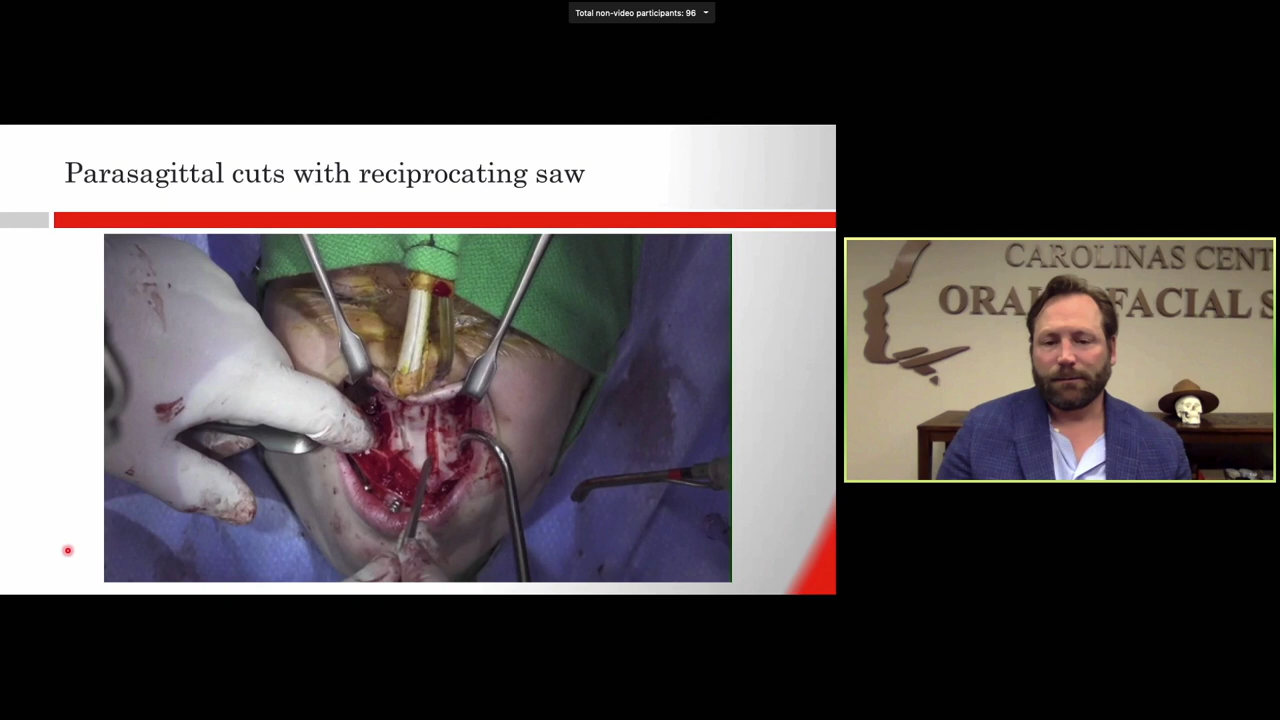 Total non-video participants: 96
Parasagittal cuts with reciprocating saw
CAROLINAS CENT
ORAL FACIAL S